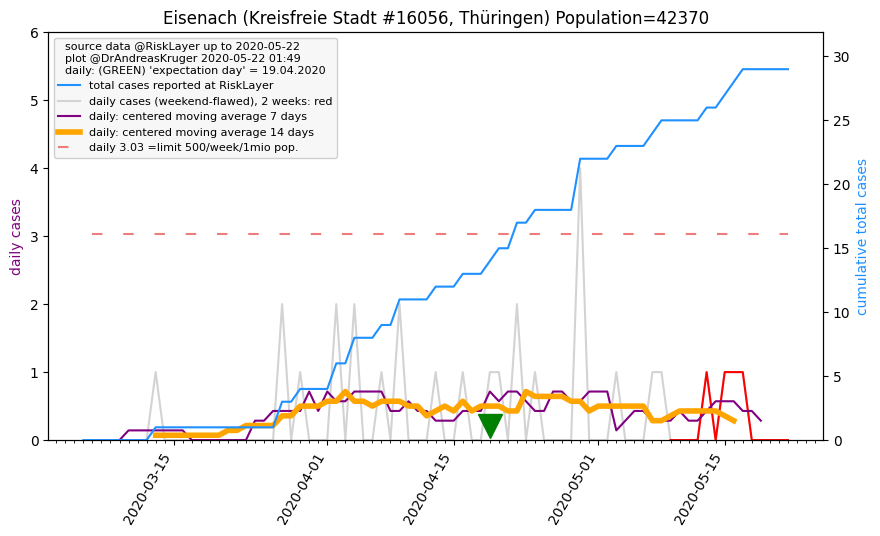 Eisenach (Kreisfreie Stadt #16056, Thüringen) Population=42370
source data @RiskLayer up to 2020-05-22
plot @DrAndreasKruger 2020-05-22 01:49
daily: (GREEN) 'expectation day' = 19.04.2020
total cases reported at RiskLayer
daily cases (weekend-flawed), 2 weeks: red
daily: centered moving average 7 days
daily: centered moving average 14 days
daily 3.03 =limit 500/week/1mio pop.
daily cases
6
5
4
3
2
1
0
30
25
20
15
10
5
0
cumulative total cases
2020-03-15
2020-04-01
2020-04-15
2020-05-01
2020-05-15